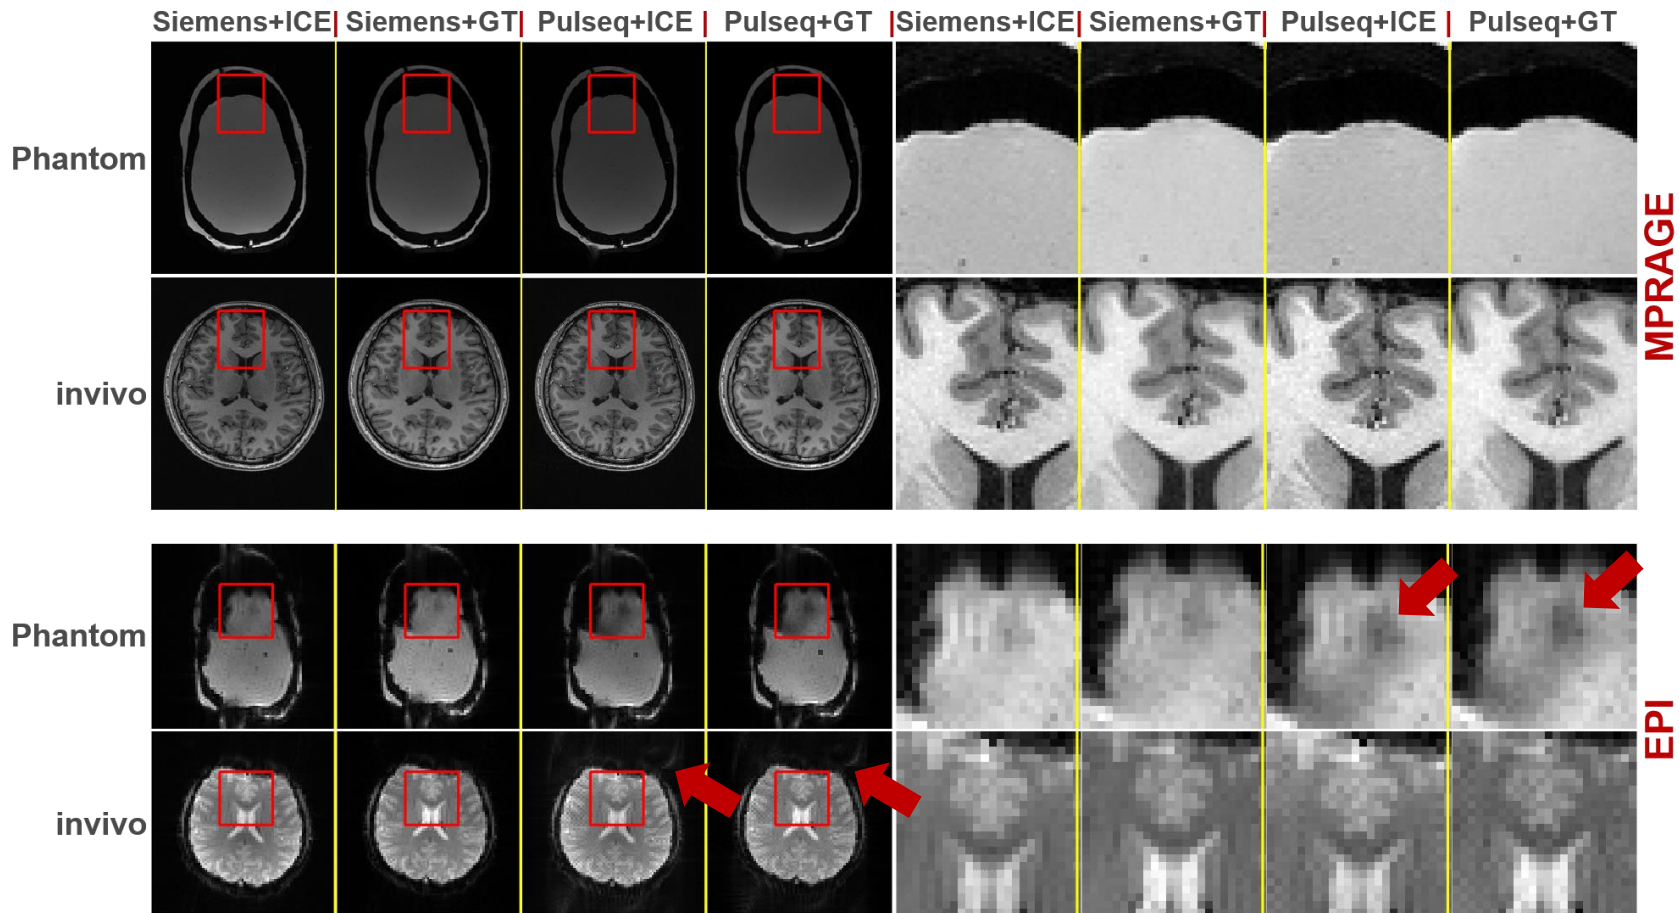 Siemens+ICE| Siemens+GT| Pulseq+ICE | Pulseq+GT |Siemens+ICE| Siemens+GT| Pulseq+ICE | Pulseq+GT
Phantom
invivo
MPRAGE
Phantom
invivo
EPI